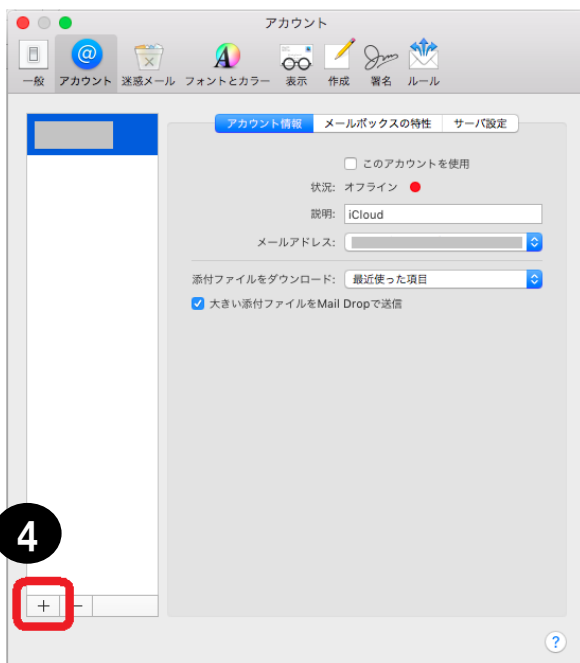 アカウント
一般 アカウント 迷惑メール フォントとカラー 表示 作成 署名 ルール
アカウント情報 メールボックスの特性 サーバ設定
このアカウントを使用
状況: オフライン
説明: iCloud
メールアドレス:
添付ファイルをダウンロード: 最近使った項目
大きい添付ファイルをMail Dropで送信
4
+ −
?